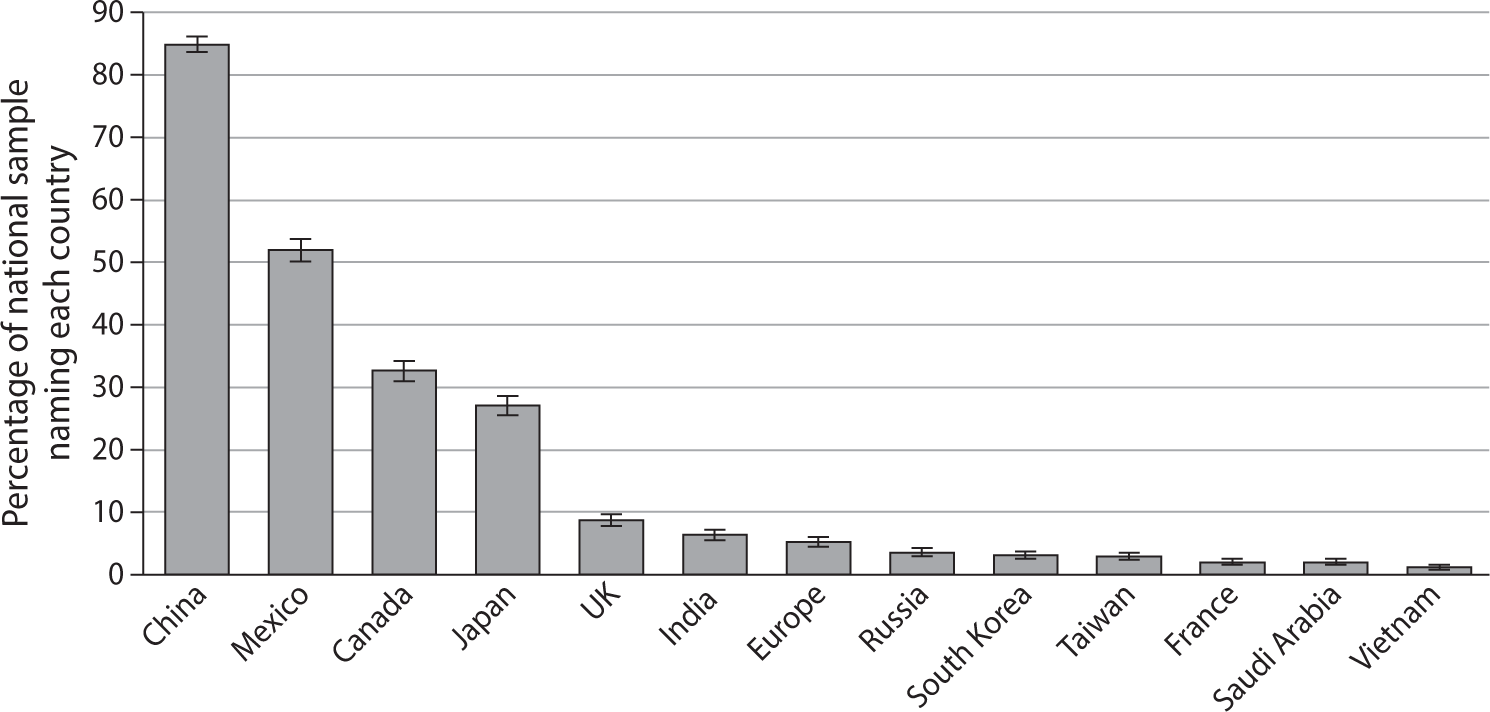 Percentage of national sample
naming each country
90
80
70
60
50
40
30
20
10
0
China
Mexico
Canada
Japan
UK
India
Europe
Russia
South Korea
Taiwan
France
Saudi Arabia
Vietnam